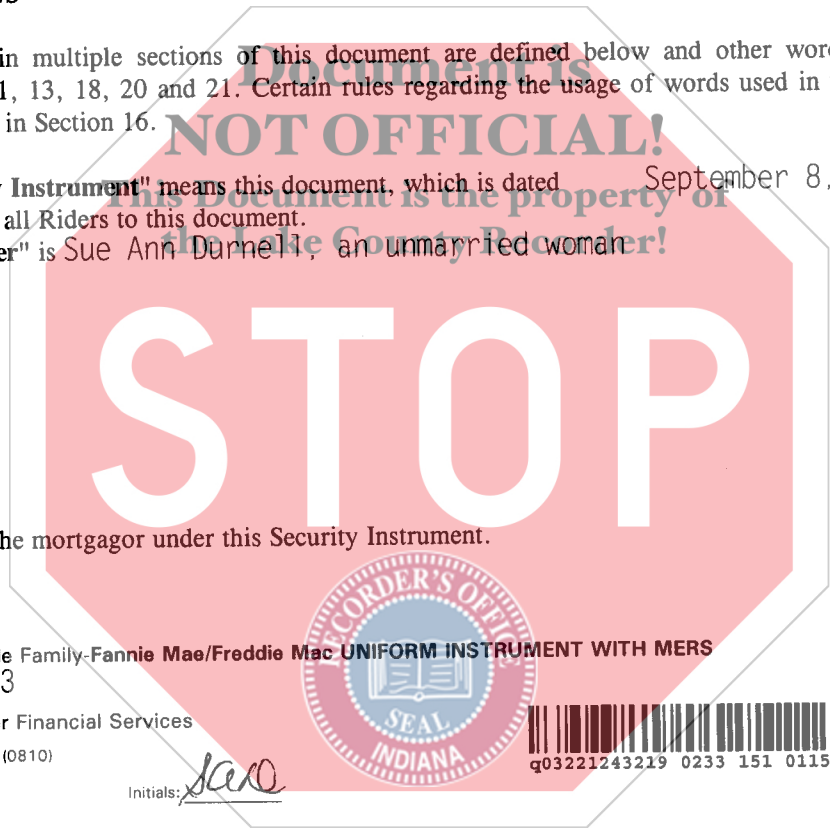 in multiple sections of this document are defined below and other
1, 13, 18, 20 and 21. Certain rules regarding the usage of words used in
in Section 16.
Document is
NOT OFFICIAL!
This Document is the property of
the Lake County Recorder!
Instrument" means this document, which is dated September 8,
all Riders to this document.
er" is Sue Ann Durnell, an unmarried woman
STOP
he mortgagor under this Security Instrument.
e Family-Fannie Mae/Freddie Mac UNIFORM INSTRUMENT WITH MERS
3
r Financial Services
(0810)
Initials: SAD
RECORDER'S OFFICE
SEAL
INDIANA
q03221243219 0233 151 0115